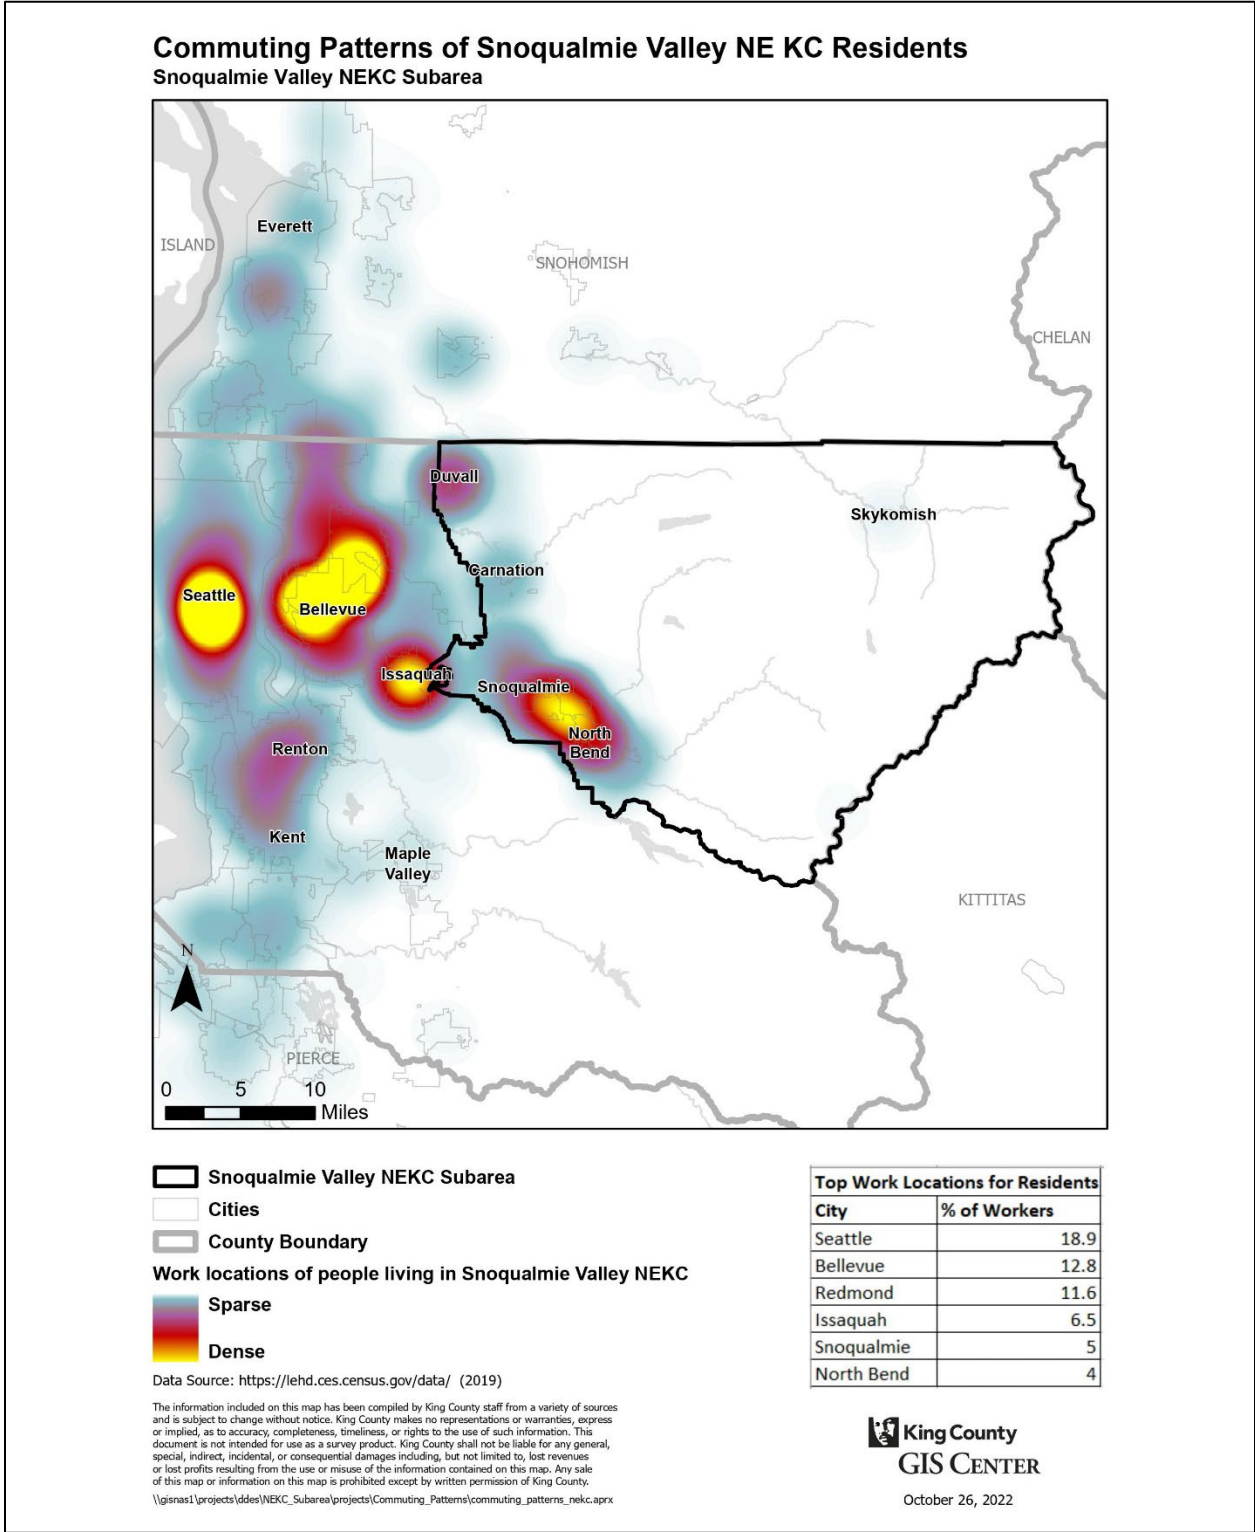 Commuting Patterns of Snoqualmie Valley NE KC Residents
Snoqualmie Valley NEKC Subarea
Everett
ISLAND
SNOHOMISH
CHELAN
Duvall
Skykomish
Carnation
Seattle
Bellevue
Issaquah
Snoqualmie
North
Bend
Renton
Kent
Maple
Valley
KITTITAS
N
PIERCE
0 5 10
Miles
Snoqualmie Valley NEKC Subarea
Cities
County Boundary
Work locations of people living in Snoqualmie Valley NEKC
Sparse
Dense
Data Source: https://lehd.ces.census.gov/data/ (2019)
The information included on this map has been compiled by King County staff from a variety of sources
and is subject to change without notice. King County makes no representations or warranties, express
or implied, as to accuracy, completeness, timeliness, or rights to the use of such information. This
document is not intended for use as a survey product. King County shall not be liable for any general,
special, indirect, incidental, or consequential damages including, but not limited to, lost revenues
or lost profits resulting from the use or misuse of the information contained on this map. Any sale
of this map or information on this map is prohibited except by written permission of King County.
\\gisnas1\projects\ddes\NEKC_Subarea\projects\Commuting_Patterns\commuting_patterns_nekc.aprx
Top Work Locations for Residents
City % of Workers
Seattle 18.9
Bellevue 12.8
Redmond 11.6
Issaquah 6.5
Snoqualmie 5
North Bend 4
King County
GIS CENTER
October 26, 2022